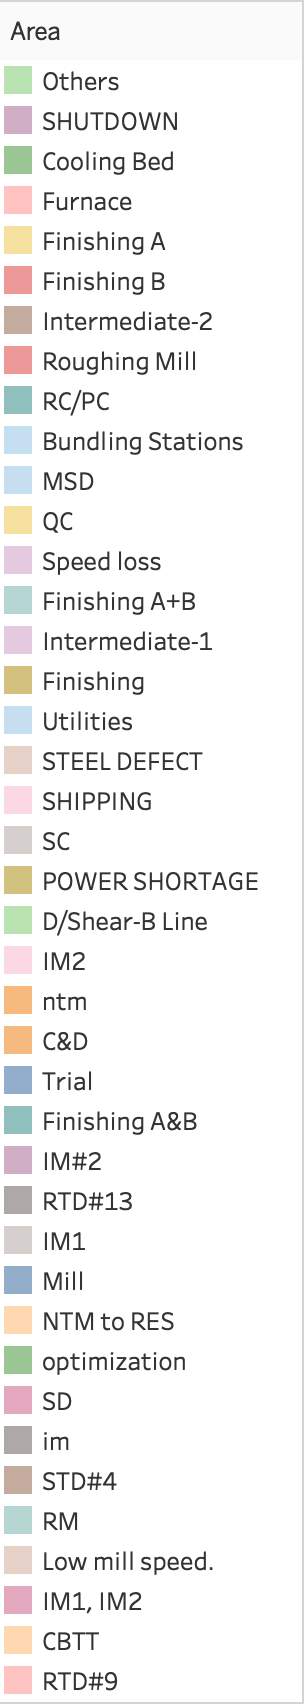 Area
Others
SHUTDOWN
Cooling Bed
Furnace
Finishing A
Finishing B
Intermediate-2
Roughing Mill
RC/PC
Bundling Stations
MSD
QC
Speed loss
Finishing A+B
Intermediate-1
Finishing
Utilities
STEEL DEFECT
SHIPPING
SC
POWER SHORTAGE
D/Shear-B Line
IM2
ntm
C&D
Trial
Finishing A&B
IM#2
RTD#13
IM1
Mill
NTM to RES
optimization
SD
im
STD#4
RM
Low mill speed.
IM1, IM2
CBTT
RTD#9